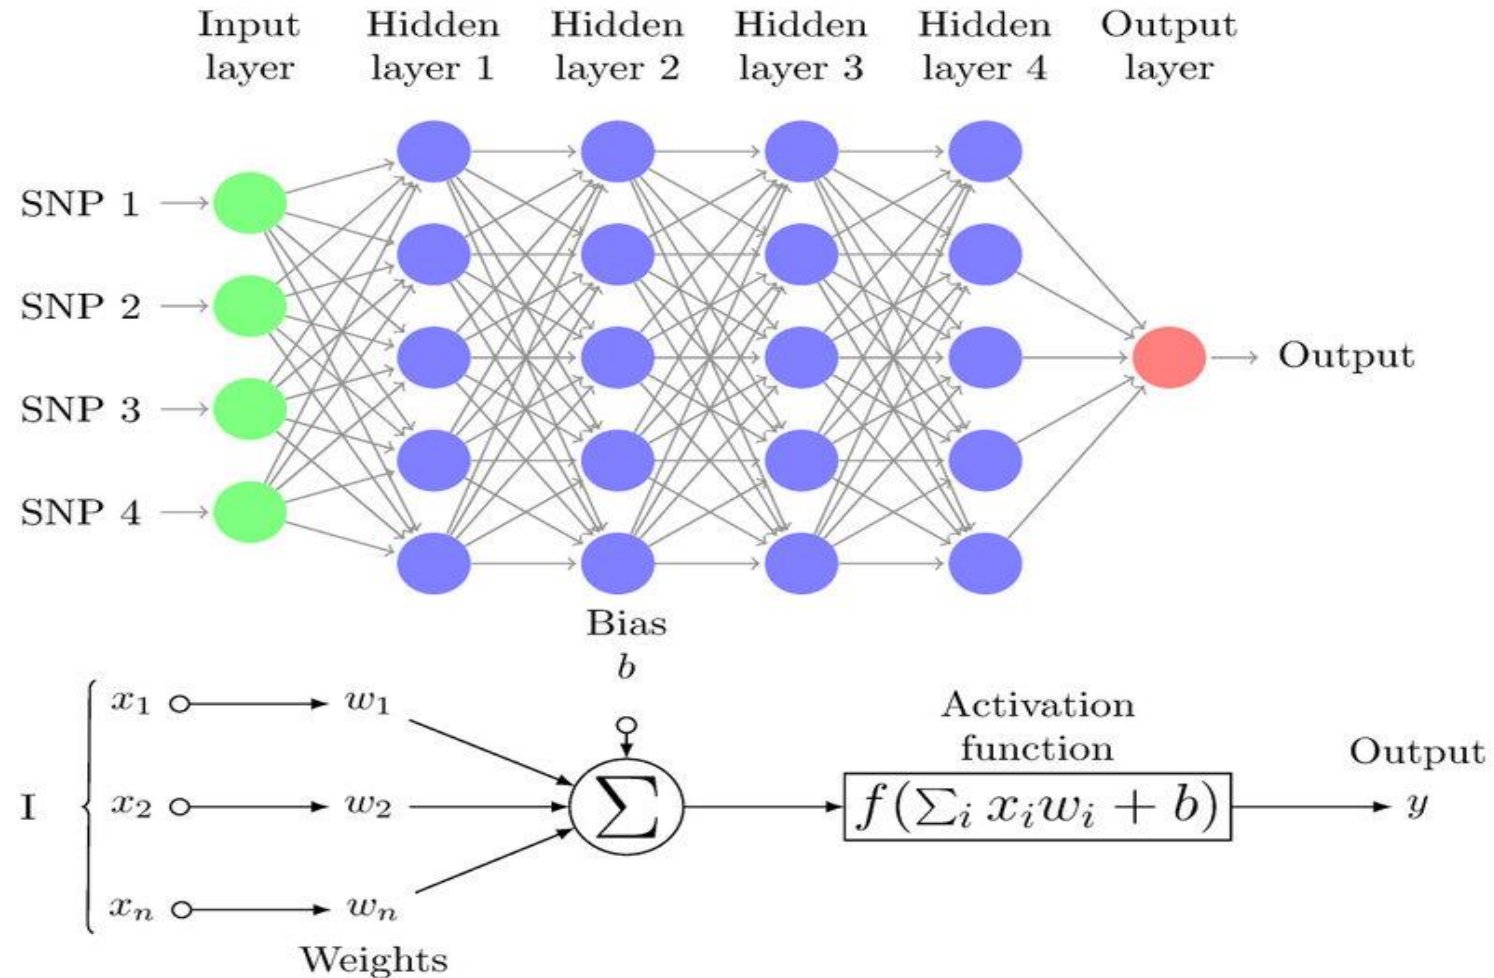 Input layer
Hidden layer 1
Hidden layer 2
Hidden layer 3
Hidden layer 4
Output layer
SNP 1
SNP 2
SNP 3
SNP 4
Output
Bias
b
I
x₁
w₁
x₂
w₂
xₙ
wₙ
Weights
∑
Activation
function
f(∑ᵢ xᵢwᵢ + b)
Output
y